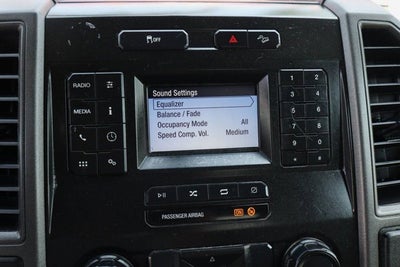 OFF
Sound Settings
RADIO
Equalizer
Balance / Fade
MEDIA
i
Occupancy Mode All
Speed Comp. Vol. Medium
1 2
3 4
5 6
7 8
9 0
PASSENGER AIRBAG